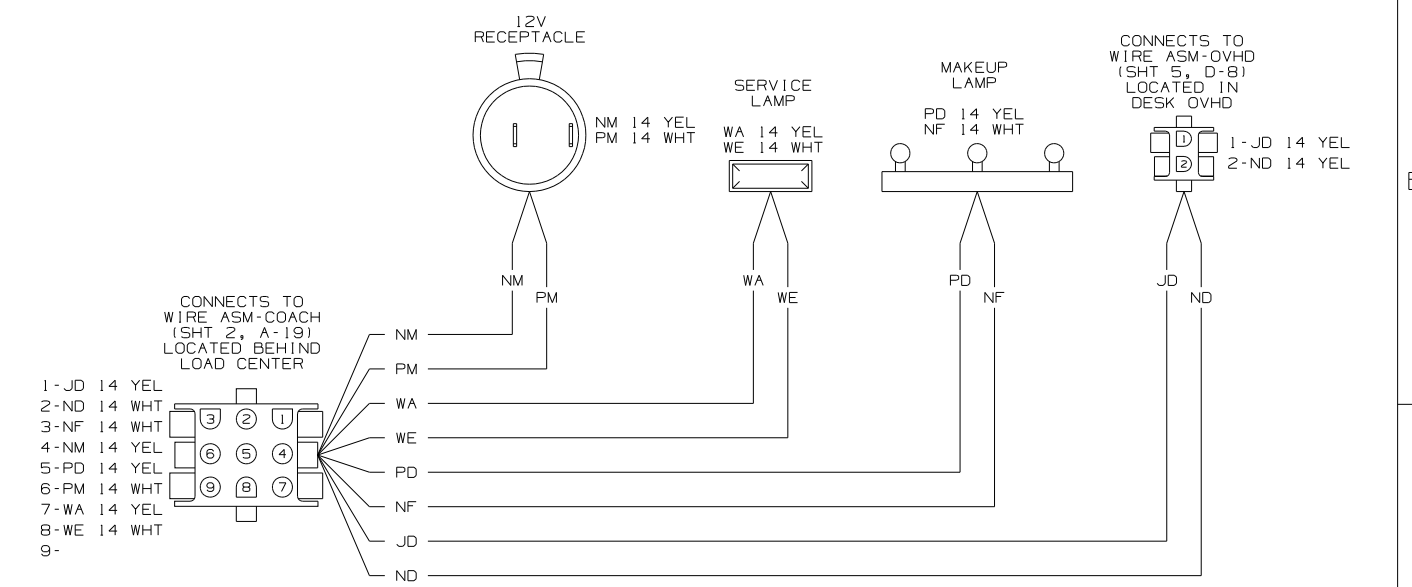 12V
RECEPTACLE
NM 14 YEL
PM 14 WHT
SERVICE
LAMP
WA 14 YEL
WE 14 WHT
MAKEUP
LAMP
PD 14 YEL
NF 14 WHT
CONNECTS TO
WIRE ASM-OVHD
(SHT 5, D-8)
LOCATED IN
DESK OVHD
1
2
1-JD 14 YEL
2-ND 14 YEL
NM
PM
WA
WE
PD
NF
JD
ND
CONNECTS TO
WIRE ASM-COACH
(SHT 2, A-19)
LOCATED BEHIND
LOAD CENTER
1-JD 14 YEL
2-ND 14 WHT
3-NF 14 WHT
4-NM 14 YEL
5-PD 14 YEL
6-PM 14 WHT
7-WA 14 YEL
8-WE 14 WHT
9-
3 2 1
6 5 4
9 8 7
NM
PM
WA
WE
PD
NF
JD
ND